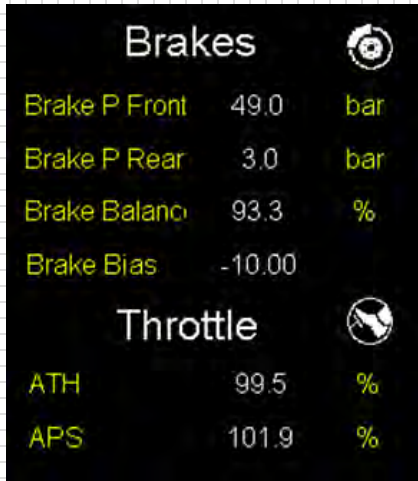 Brakes
Brake P Front 49.0 bar
Brake P Rear 3.0 bar
Brake Balanc 93.3 %
Brake Bias -10.00
Throttle
ATH 99.5 %
APS 101.9 %